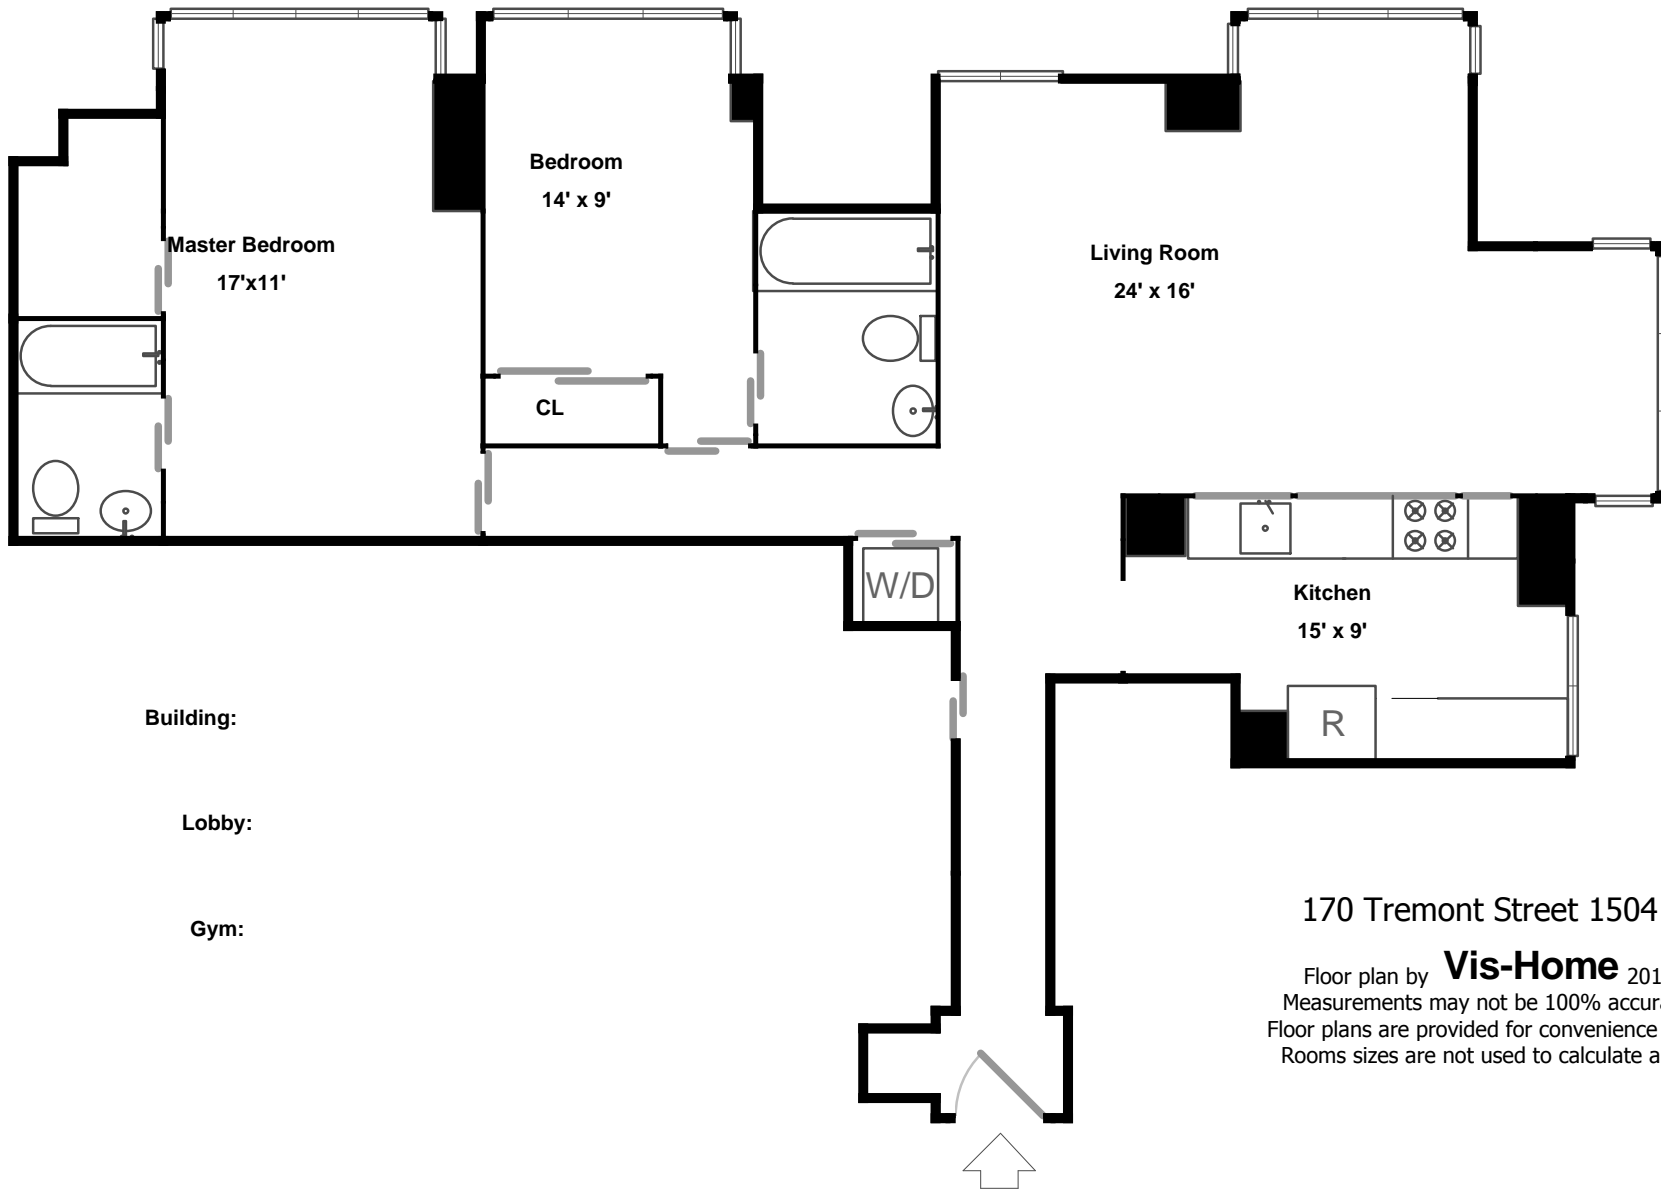 Bedroom
14' x 9'
Master Bedroom
17'x11'
Living Room
24' x 16'
CL
W/D
Kitchen
15' x 9'
R
Building:
Lobby:
Gym:
170 Tremont Street 1504
Floor plan by Vis-Home 201
Measurements may not be 100% accur
Floor plans are provided for convenience
Rooms sizes are not used to calculate a